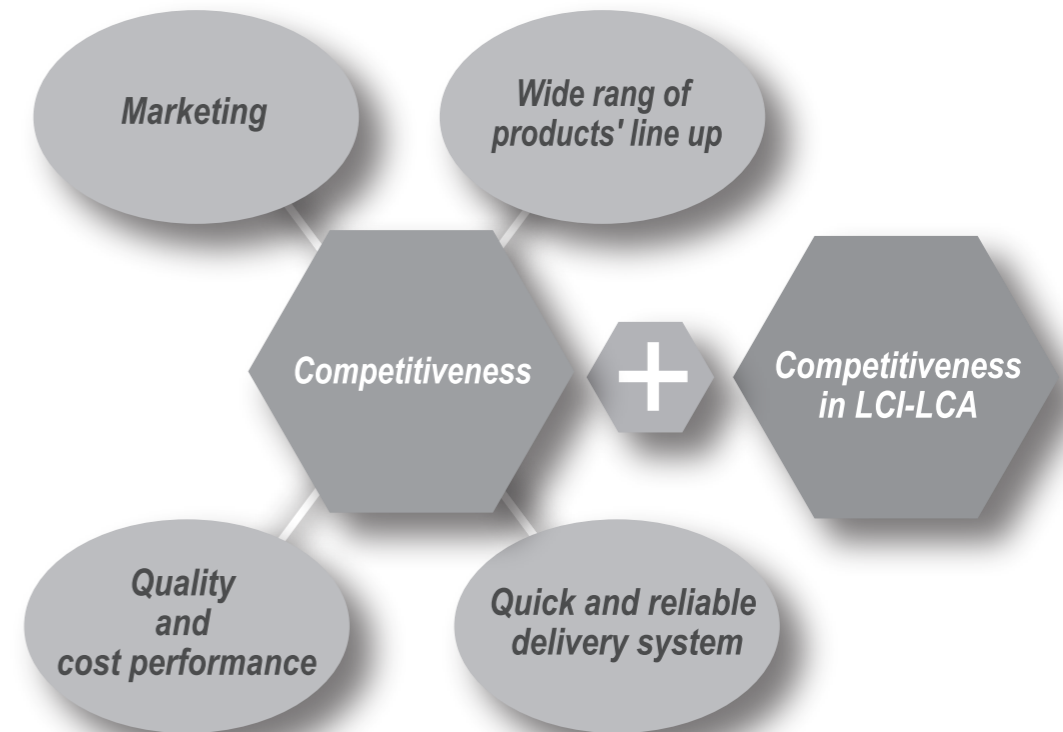 Marketing
Wide rang of
products' line up
Competitiveness
+
Competitiveness
in LCI-LCA
Quality
and
cost performance
Quick and reliable
delivery system